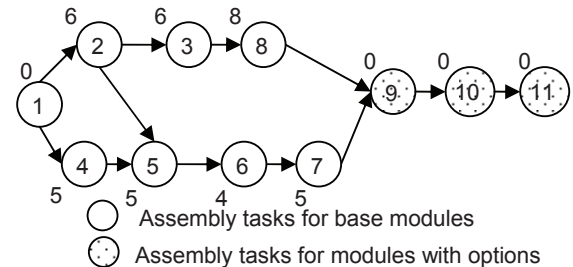 6 6 8
2 3 8
0 0 0 0
1 9 10 11
4 5 6 7
5 5 4 5
Assembly tasks for base modules
Assembly tasks for modules with options